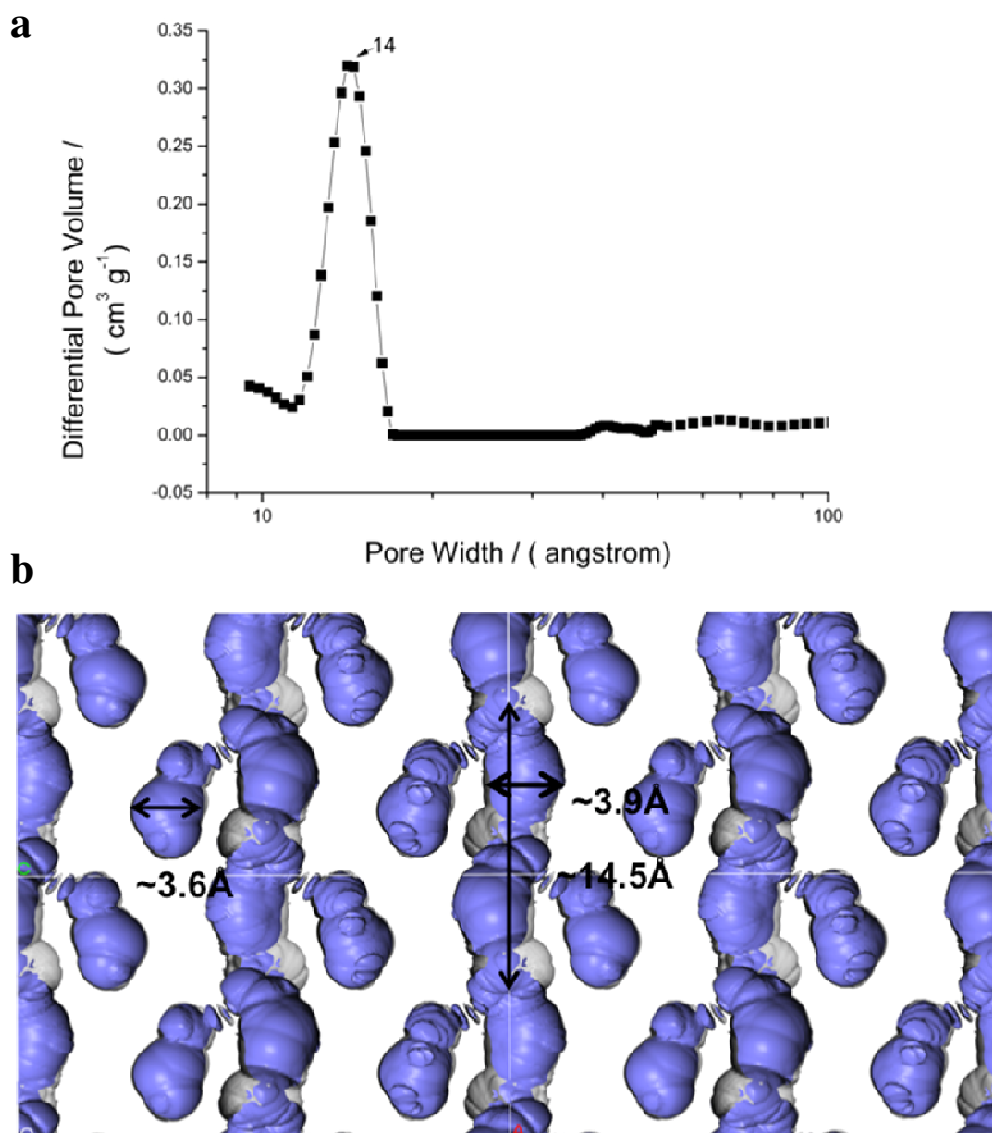 a
0.35
0.30
0.25
0.20
0.15
0.10
0.05
0.00
-0.05
14
Differential Pore Volume /
( cm³ g⁻¹)
10
100
Pore Width / ( angstrom)
b
~3.9Å
~14.5Å
~3.6Å